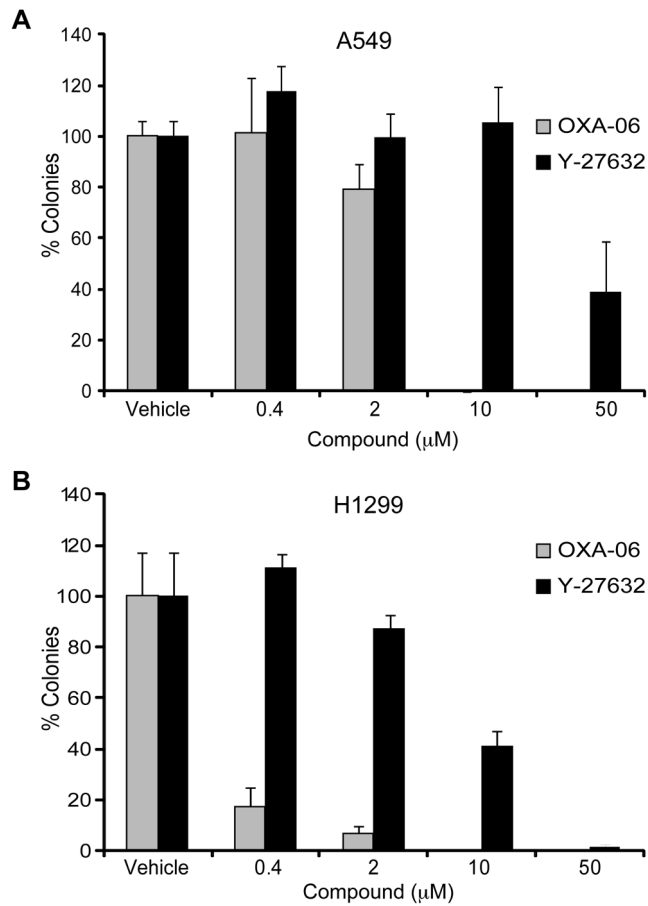 A
A549
140
120
100
80
60
40
20
0
% Colonies
OXA-06
Y-27632
Vehicle 0.4 2 10 50
Compound (μM)
B
H1299
140
120
100
80
60
40
20
0
% Colonies
OXA-06
Y-27632
Vehicle 0.4 2 10 50
Compound (μM)